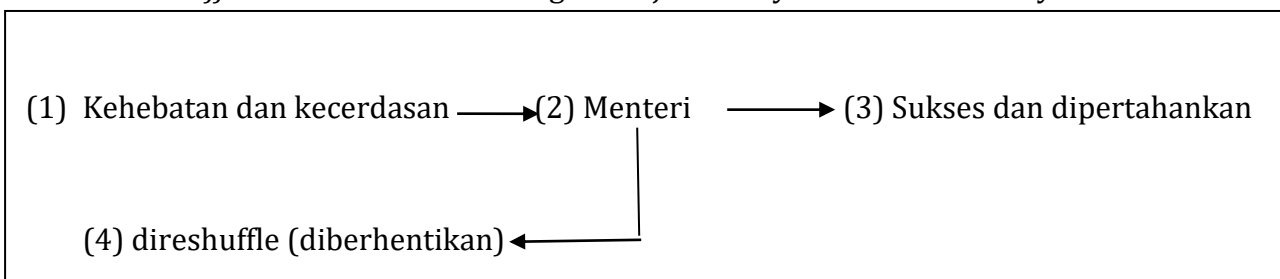 (1) Kehebatan dan kecerdasan (2) Menteri (3) Sukses dan dipertahankan
(4) direshuffle (diberhentikan)